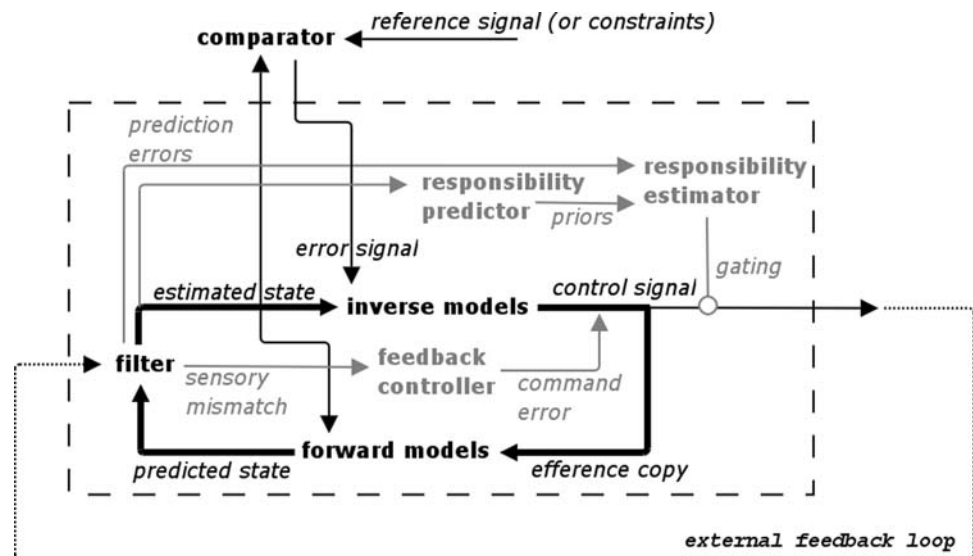 reference signal (or constraints)
comparator
prediction
errors
responsibility
estimator
responsibility
predictor
priors
error signal
gating
estimated state
control signal
inverse models
filter
sensory
mismatch
feedback
controller
command
error
forward models
predicted state
efference copy
external feedback loop